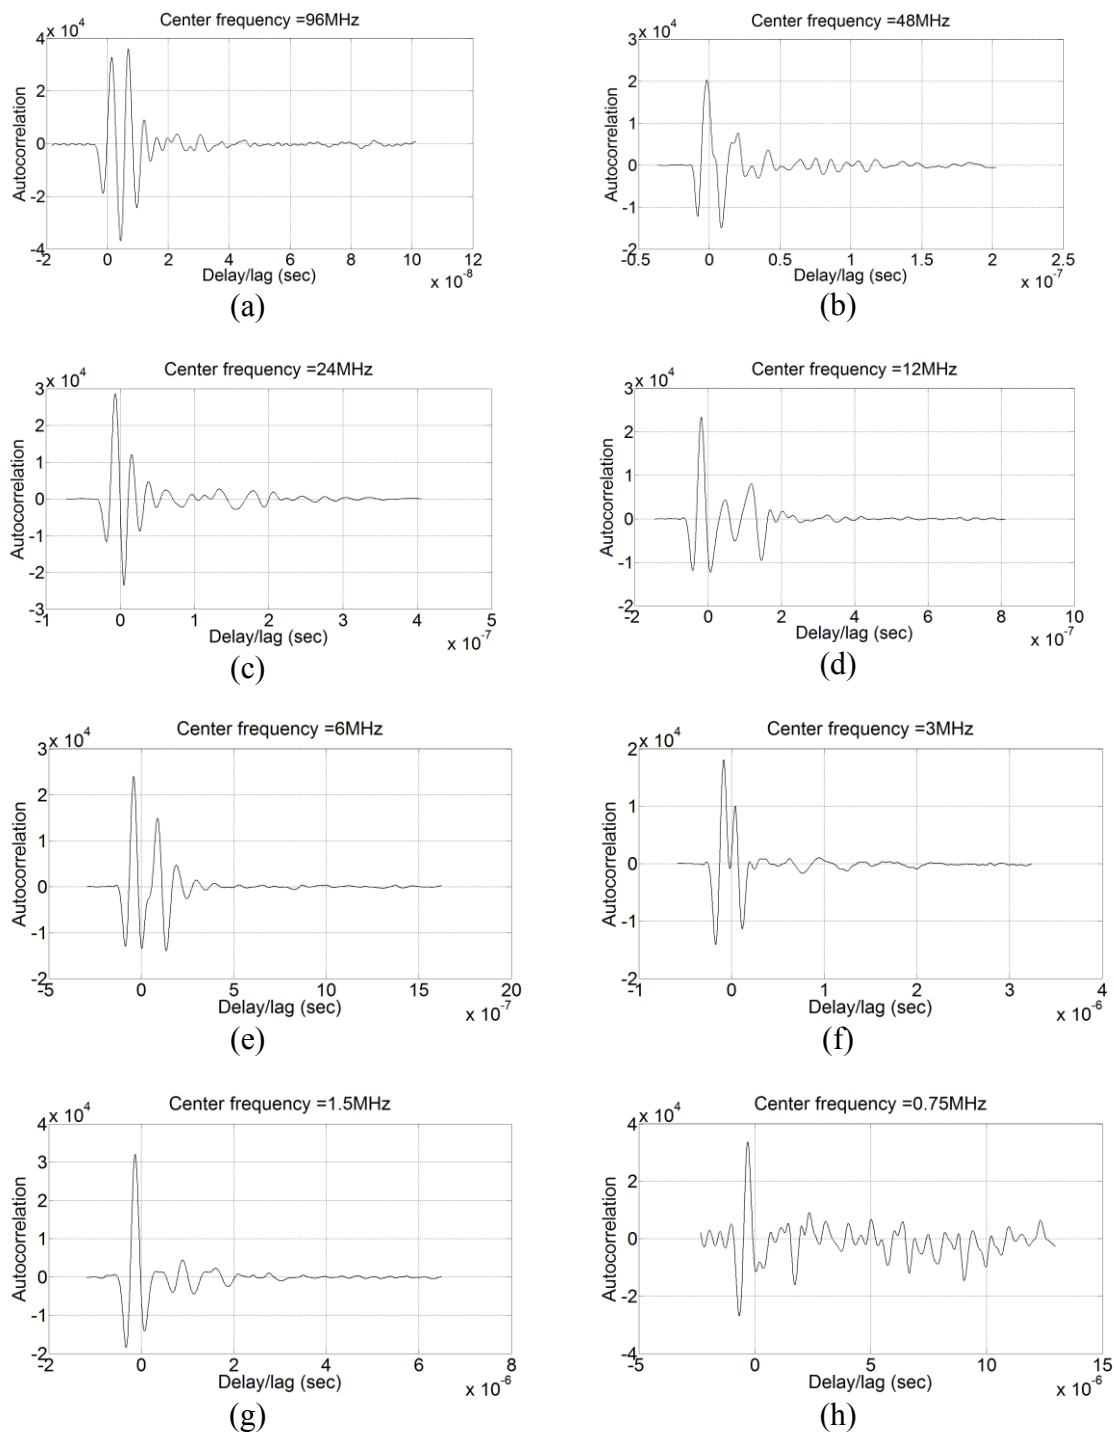 Center frequency =96MHz
x 10^4
4
2
0
-2
-4
Autocorrelation
-2 0 2 4 6 8 10 12
Delay/lag (sec)
x 10^-8
(a)
Center frequency =48MHz
x 10^4
3
2
1
0
-1
-2
Autocorrelation
-0.5 0 0.5 1 1.5 2 2.5
Delay/lag (sec)
x 10^-7
(b)
Center frequency =24MHz
x 10^4
3
2
1
0
-1
-2
-3
Autocorrelation
-1 0 1 2 3 4 5
Delay/lag (sec)
x 10^-7
(c)
Center frequency =12MHz
x 10^4
3
2
1
0
-1
-2
Autocorrelation
-2 0 2 4 6 8 10
Delay/lag (sec)
x 10^-7
(d)
Center frequency =6MHz
x 10^4
3
2
1
0
-1
-2
Autocorrelation
-5 0 5 10 15 20
Delay/lag (sec)
x 10^-7
(e)
Center frequency =3MHz
x 10^4
2
1
0
-1
-2
Autocorrelation
-1 0 1 2 3 4
Delay/lag (sec)
x 10^-6
(f)
Center frequency =1.5MHz
x 10^4
4
3
2
1
0
-1
-2
Autocorrelation
-2 0 2 4 6 8
Delay/lag (sec)
x 10^-6
(g)
Center frequency =0.75MHz
x 10^4
4
2
0
-2
-4
Autocorrelation
-5 0 5 10 15
Delay/lag (sec)
x 10^-6
(h)